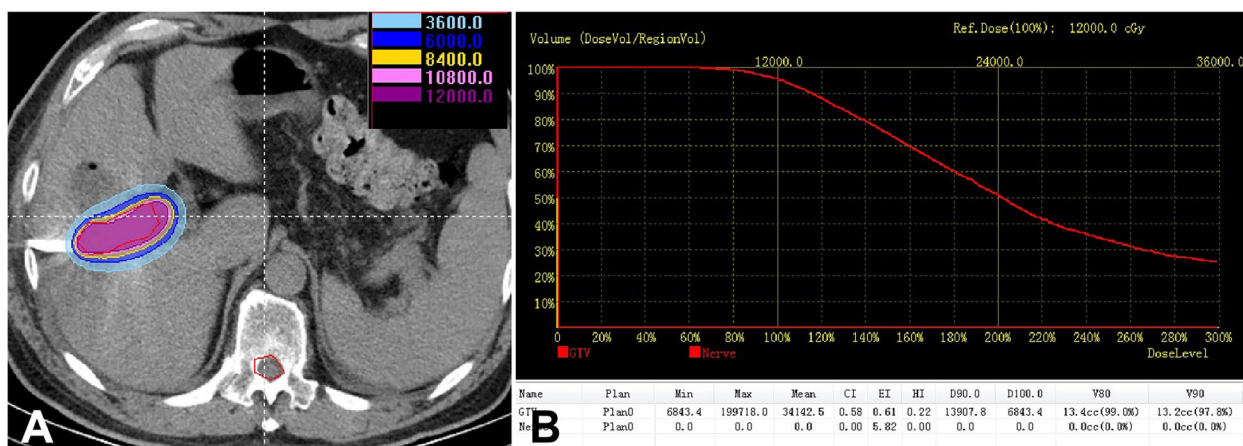 3600.0
6000.0
8400.0
10800.0
12000.0
A
Ref.Dose(100%): 12000.0 cGy
Volume (DoseVol/RegionVol)
12000.0 24000.0 36000.0
100%
90%
80%
70%
60%
50%
40%
30%
20%
10%
0 20% 40% 60% 80% 100% 120% 140% 160% 180% 200% 220% 240% 260% 280% 300%
GTV Nerve DoseLevel
Name Plan Min Max Mean CI EI HI D90.0 D100.0 V80 V90
GTV Plan0 6843.4 199718.0 34142.5 0.58 0.61 0.22 13907.8 6843.4 13.4cc(99.0%) 13.2cc(97.8%)
Plan0 0.0 0.0 0.00 5.82 0.00 0.0 0.0 0.0cc(0.0%) 0.0cc(0.0%)
B